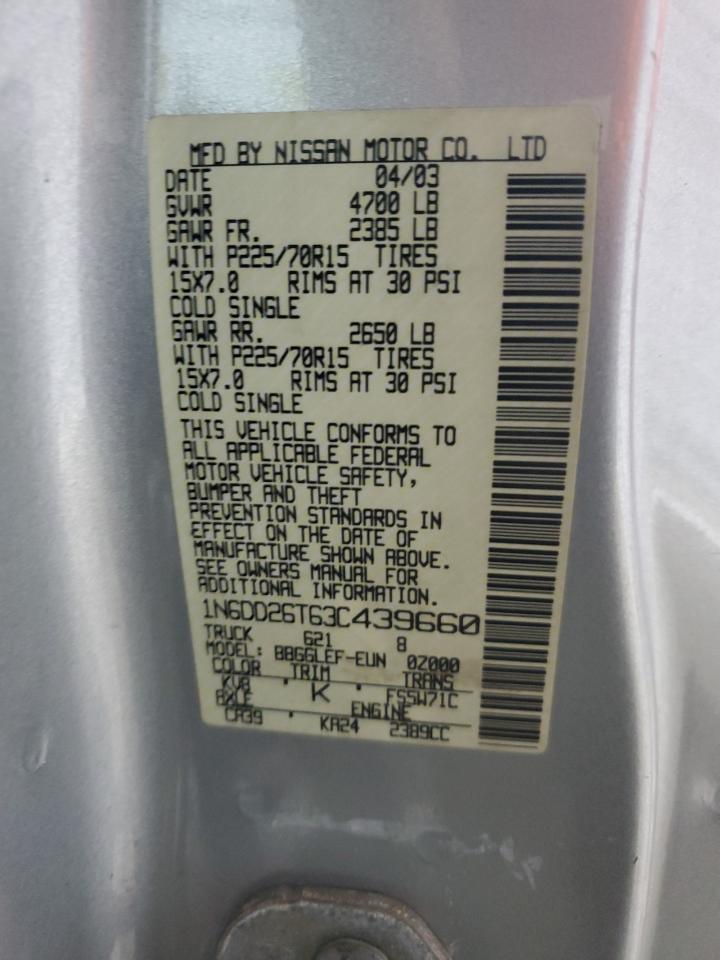 MFD BY NISSAN MOTOR CO. LTD
DATE 04/03
GVWR 4700 LB
GAWR FR. 2385 LB
WITH P225/70R15 TIRES
15X7.0 RIMS AT 30 PSI
COLD SINGLE
GAWR RR. 2650 LB
WITH P225/70R15 TIRES
15X7.0 RIMS AT 30 PSI
COLD SINGLE
THIS VEHICLE CONFORMS TO
ALL APPLICABLE FEDERAL
MOTOR VEHICLE SAFETY,
BUMPER AND THEFT
PREVENTION STANDARDS IN
EFFECT ON THE DATE OF
MANUFACTURE SHOWN ABOVE.
SEE OWNERS MANUAL FOR
ADDITIONAL INFORMATION.
1N6DD26T63C439660
TRUCK 621 8
MODEL: BBGGLEF-EUN 0Z000
COLOR TRIM TRANS
KV8 K FS5W71C
AXLE ENGINE
CA39 KA24 2389CC